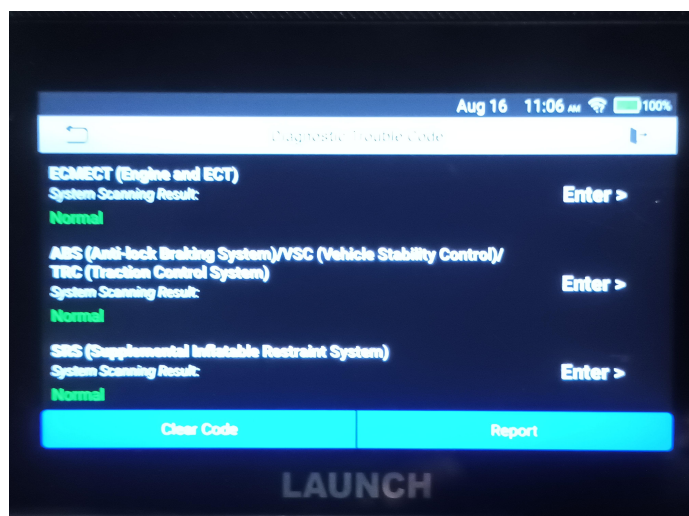 Aug 16 11:06 AM 100%
Diagnostic Trouble Code
ECM/ECT (Engine and ECT)
System Scanning Result:
Enter >
Normal
ABS (Anti-lock Braking System)/VSC (Vehicle Stability Control)/
TRC (Traction Control System)
Enter >
System Scanning Result:
Normal
SRS (Supplemental Inflatable Restraint System)
System Scanning Result:
Enter >
Normal
Clear Code Report
LAUNCH